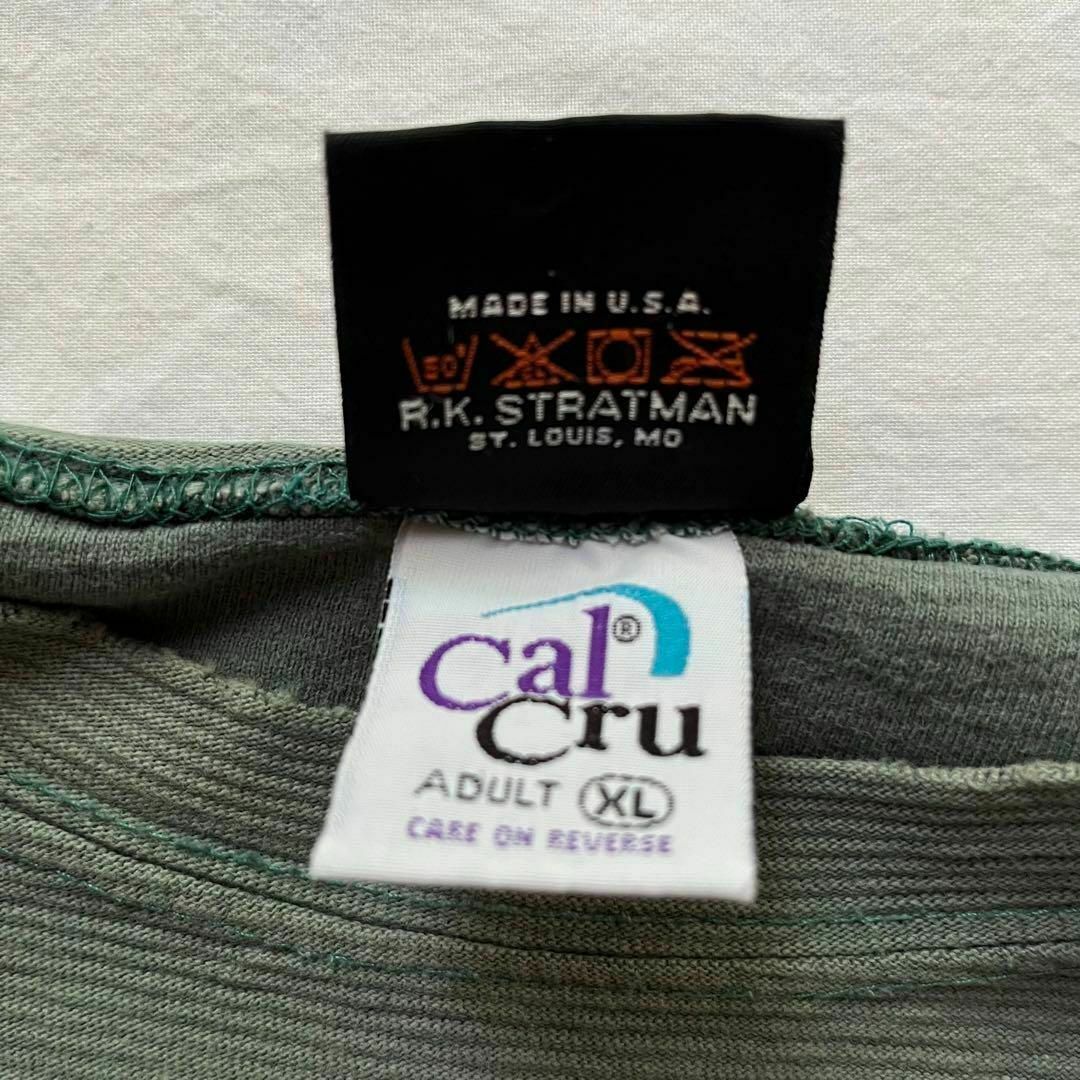 MADE IN U.S.A.
50°
R.K. STRATMAN
ST. LOUIS, MO
Cal®
Cru
ADULT XL
CARE ON REVERSE